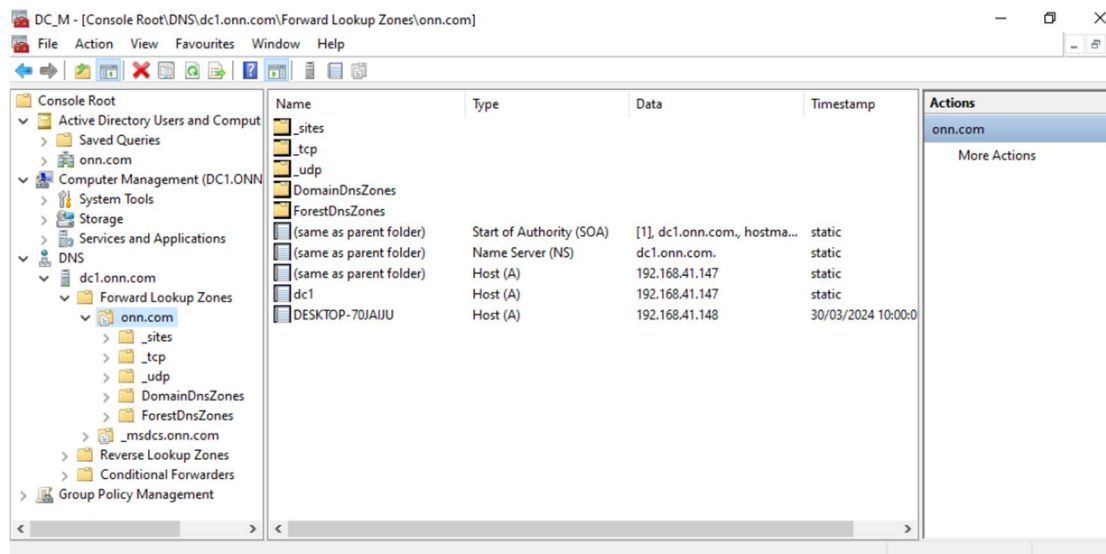 DC_M - [Console Root\DNS\dc1.onn.com\Forward Lookup Zones\onn.com]
File Action View Favourites Window Help
Console Root
Active Directory Users and Comput
Saved Queries
onn.com
Computer Management (DC1.ONN
System Tools
Storage
Services and Applications
DNS
dc1.onn.com
Forward Lookup Zones
onn.com
_sites
_tcp
_udp
DomainDnsZones
ForestDnsZones
_msdcs.onn.com
Reverse Lookup Zones
Conditional Forwarders
Group Policy Management
Name Type Data Timestamp
_sites
_tcp
_udp
DomainDnsZones
ForestDnsZones
(same as parent folder) Start of Authority (SOA) [1], dc1.onn.com., hostma... static
(same as parent folder) Name Server (NS) dc1.onn.com. static
(same as parent folder) Host (A) 192.168.41.147 static
dc1 Host (A) 192.168.41.147 static
DESKTOP-70JAIJU Host (A) 192.168.41.148 30/03/2024 10:00:0
Actions
onn.com
More Actions